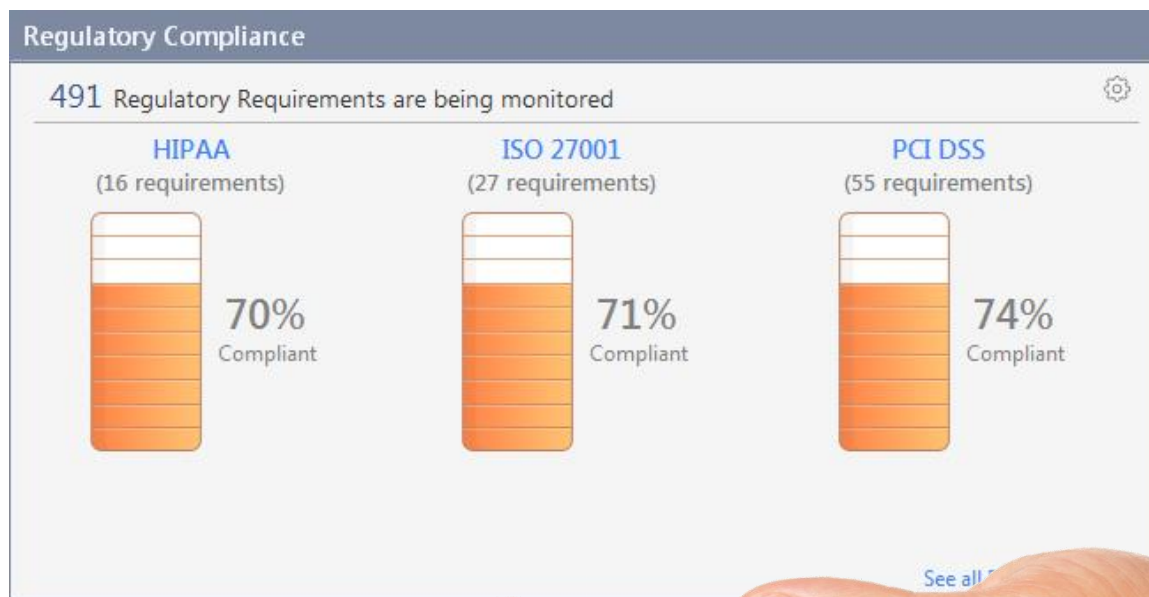 Regulatory Compliance
491 Regulatory Requirements are being monitored
HIPAA
(16 requirements)
70%
Compliant
ISO 27001
(27 requirements)
71%
Compliant
PCI DSS
(55 requirements)
74%
Compliant
See all